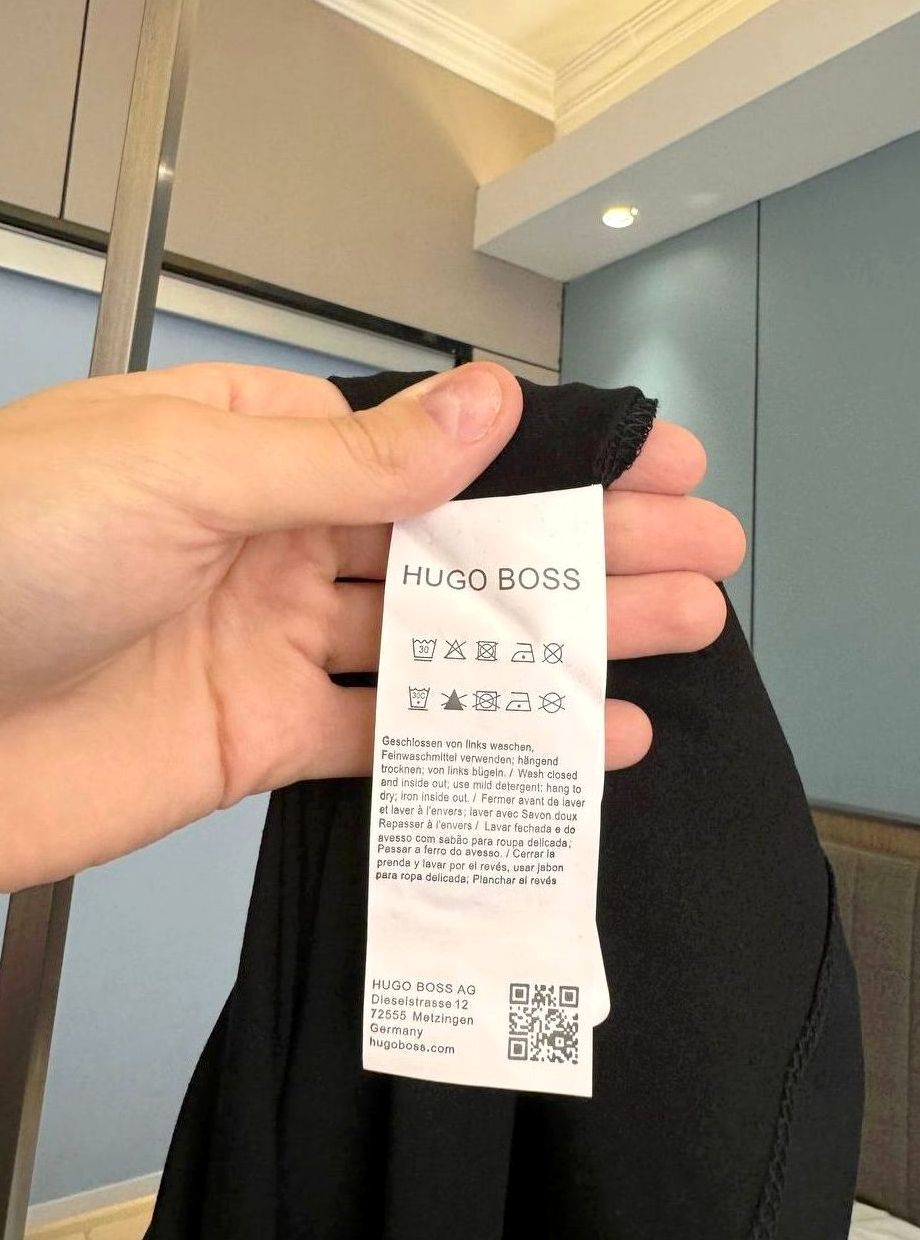 HUGO BOSS
30
30C
Geschlossen von links waschen,
Feinwaschmittel verwenden; hängend
trocknen; von links bügeln. / Wash closed
and inside out; use mild detergent; hang to
dry; iron inside out. / Fermer avant de laver
et laver à l'envers; laver avec Savon doux
Repasser à l'envers / Lavar fechada e do
avesso com sabão para roupa delicada;
Passar a ferro do avesso. / Cerrar la
prenda y lavar por el revés, usar jabon
para ropa delicada; Planchar al revés
HUGO BOSS AG
Dieselstrasse 12
72555 Metzingen
Germany
hugoboss.com